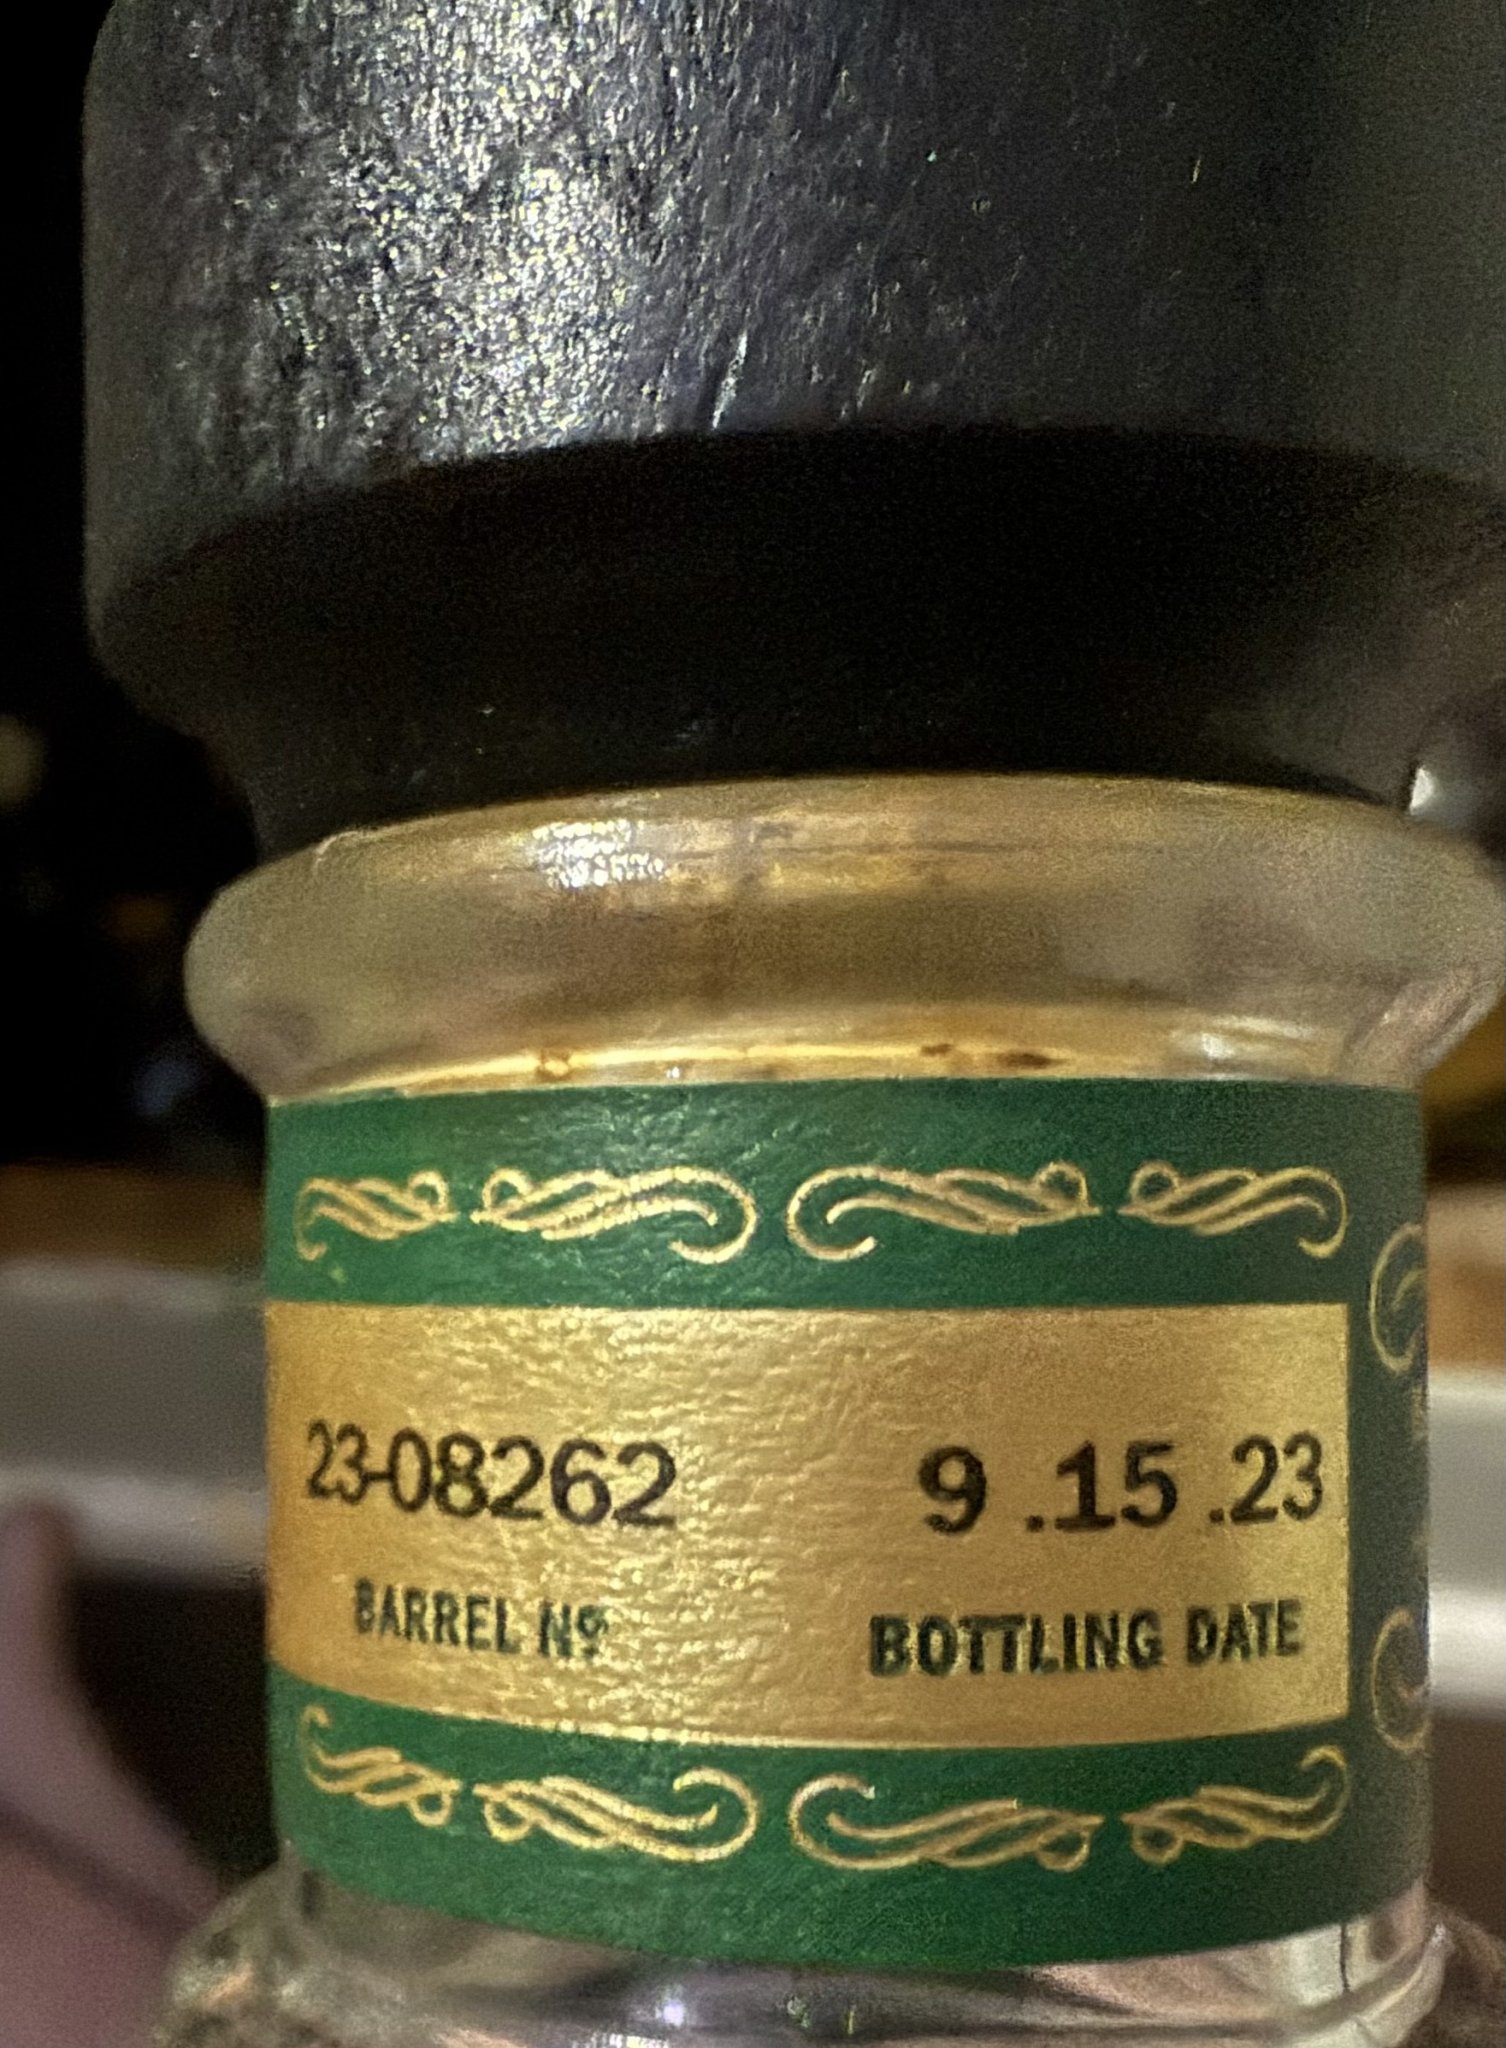 23-08262 9 .15 .23
BARREL Nº BOTTLING DATE